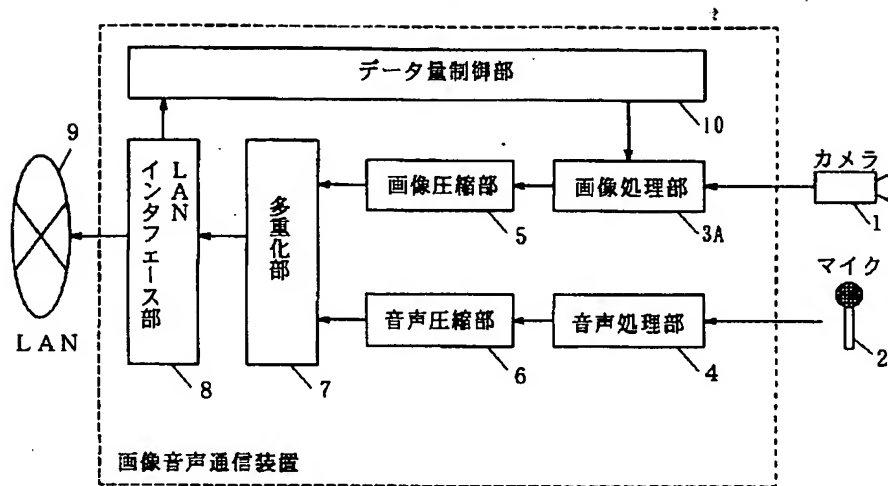 データ量制御部
10
9
LAN
インタフェース部
多重化部
画像圧縮部
画像処理部
カメラ
5
3A
1
マイク
音声圧縮部
音声処理部
LAN
8
7
6
4
2
画像音声通信装置